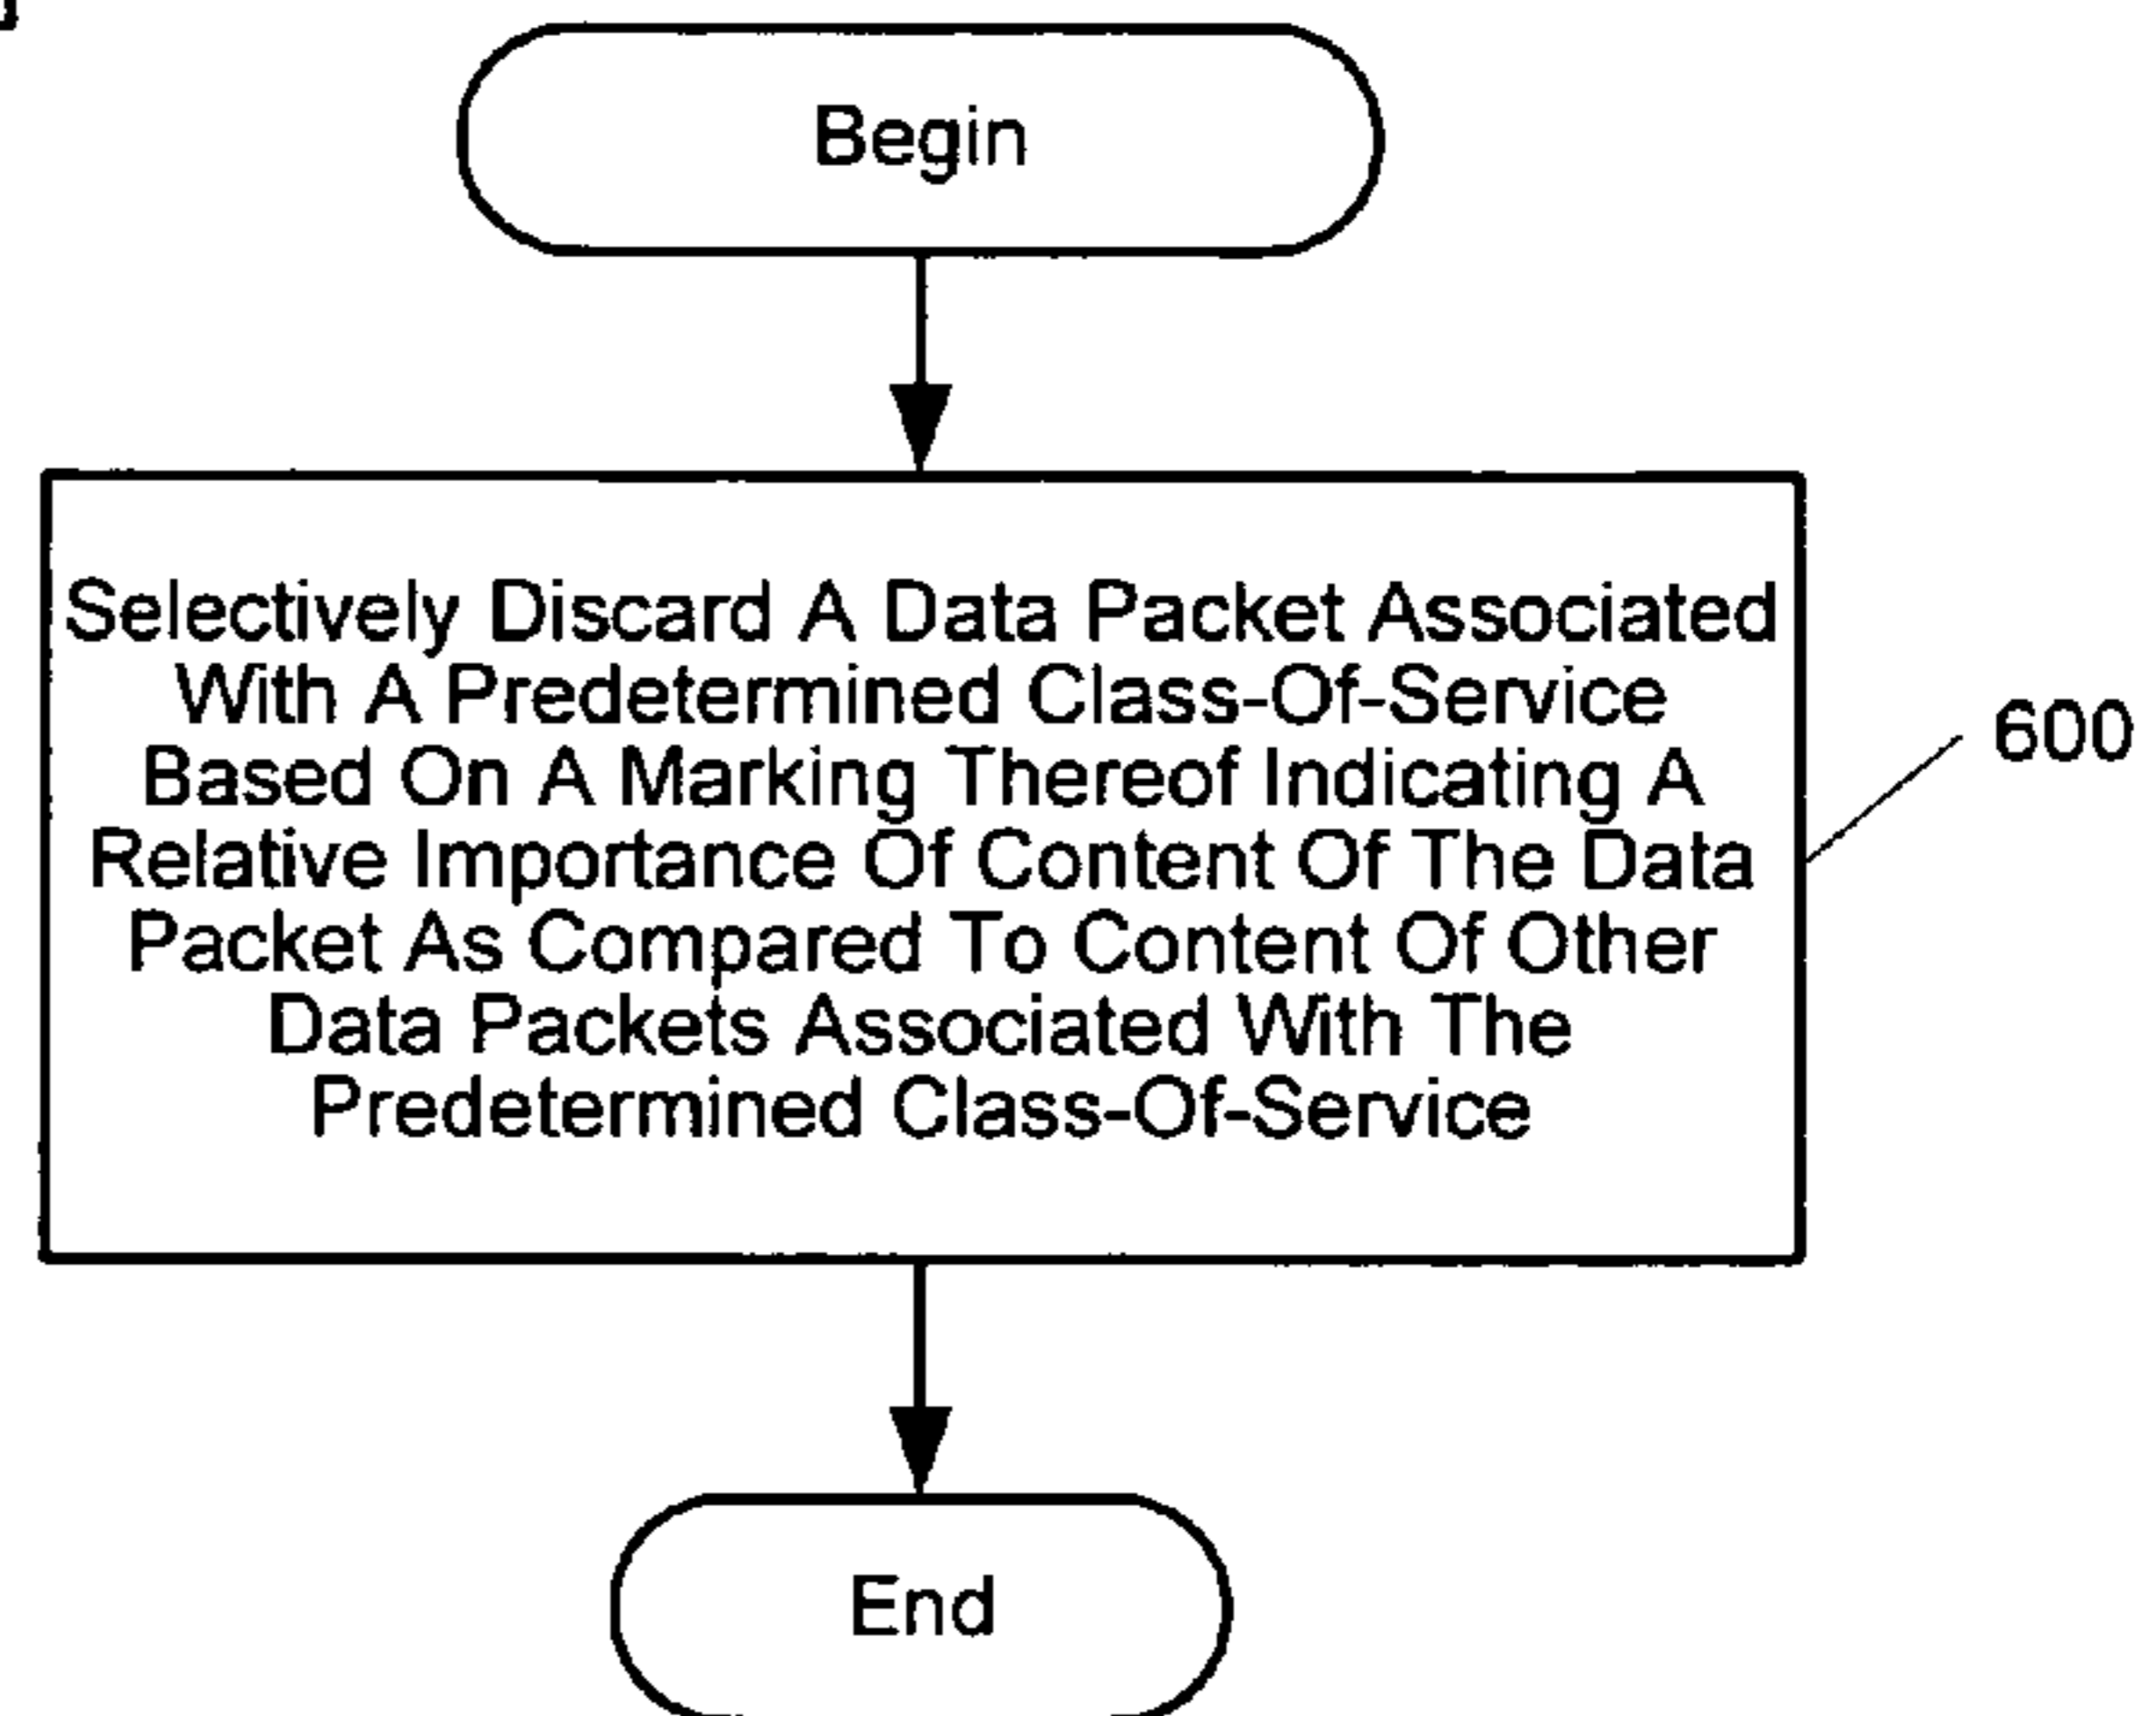 Begin
Selectively Discard A Data Packet Associated
With A Predetermined Class-Of-Service
Based On A Marking Thereof Indicating A
Relative Importance Of Content Of The Data
Packet As Compared To Content Of Other
Data Packets Associated With The
Predetermined Class-Of-Service
600
End